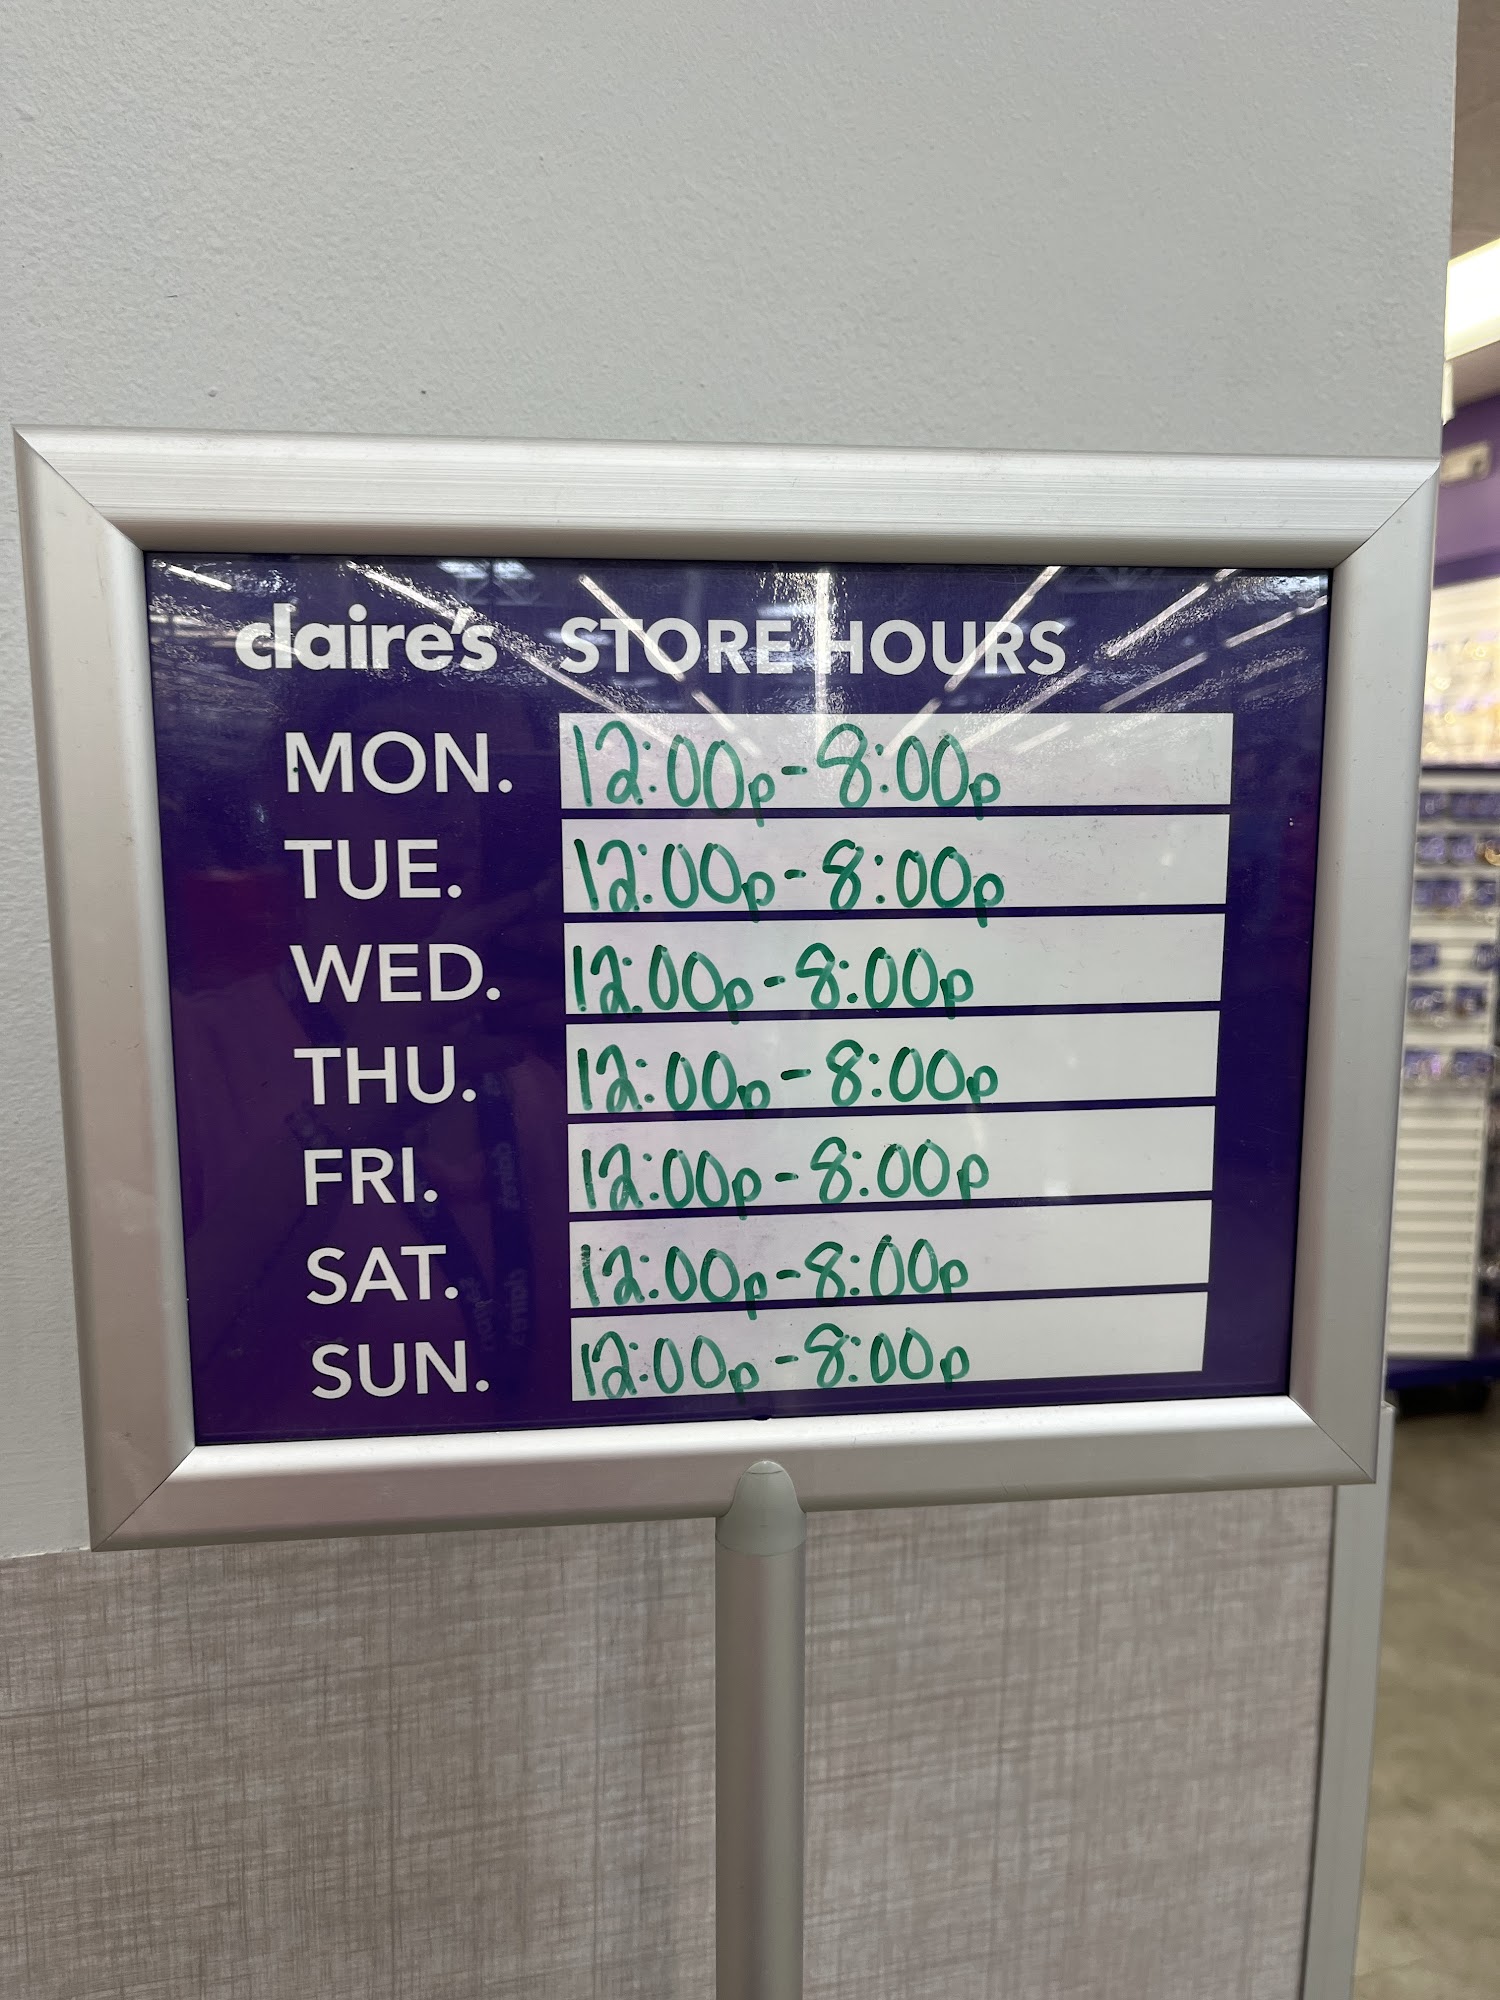 claire's STORE HOURS
MON. 12:00p-8:00p
TUE. 12:00p-8:00p
WED. 12:00p-8:00p
THU. 12:00p-8:00p
FRI. 12:00p-8:00p
SAT. 12:00p-8:00p
SUN. 12:00p-8:00p